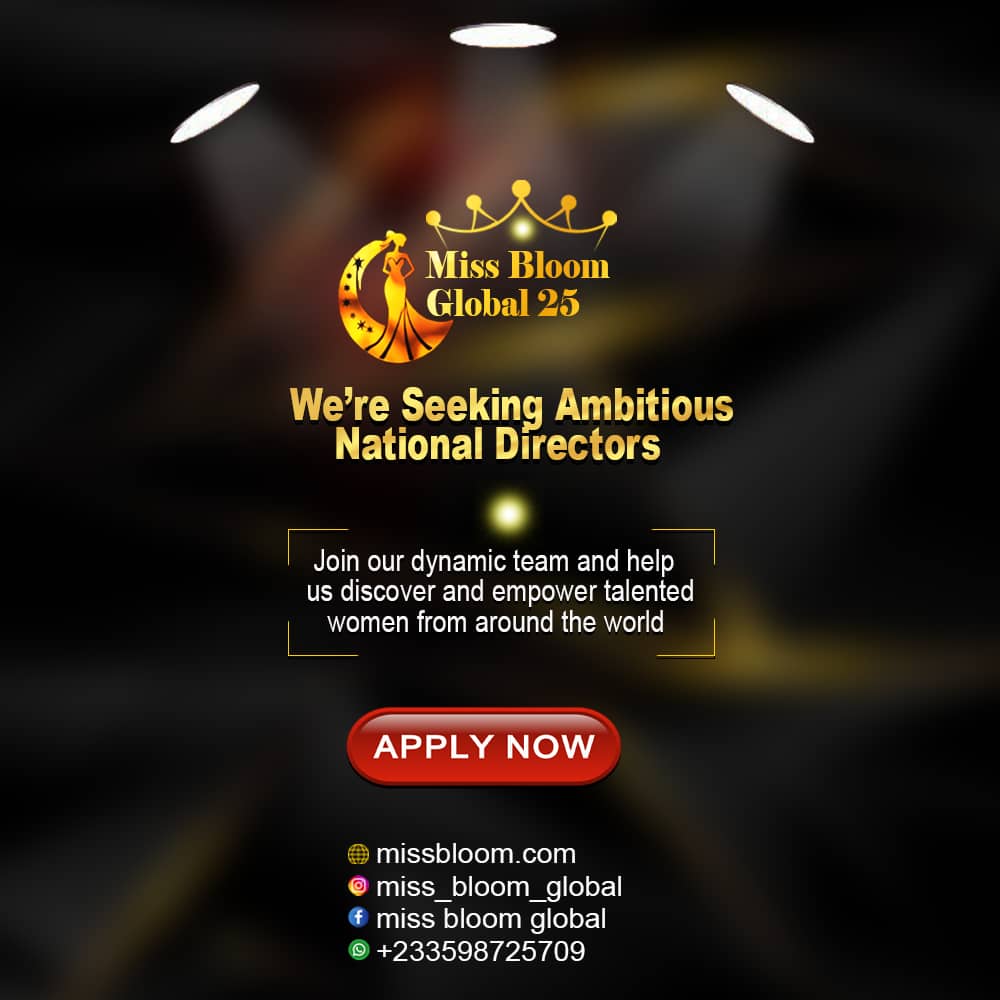 Miss Bloom
Global 25
We're Seeking Ambitious
National Directors
Join our dynamic team and help
us discover and empower talented
women from around the world
APPLY NOW
missbloom.com
miss_bloom_global
miss bloom global
+233598725709